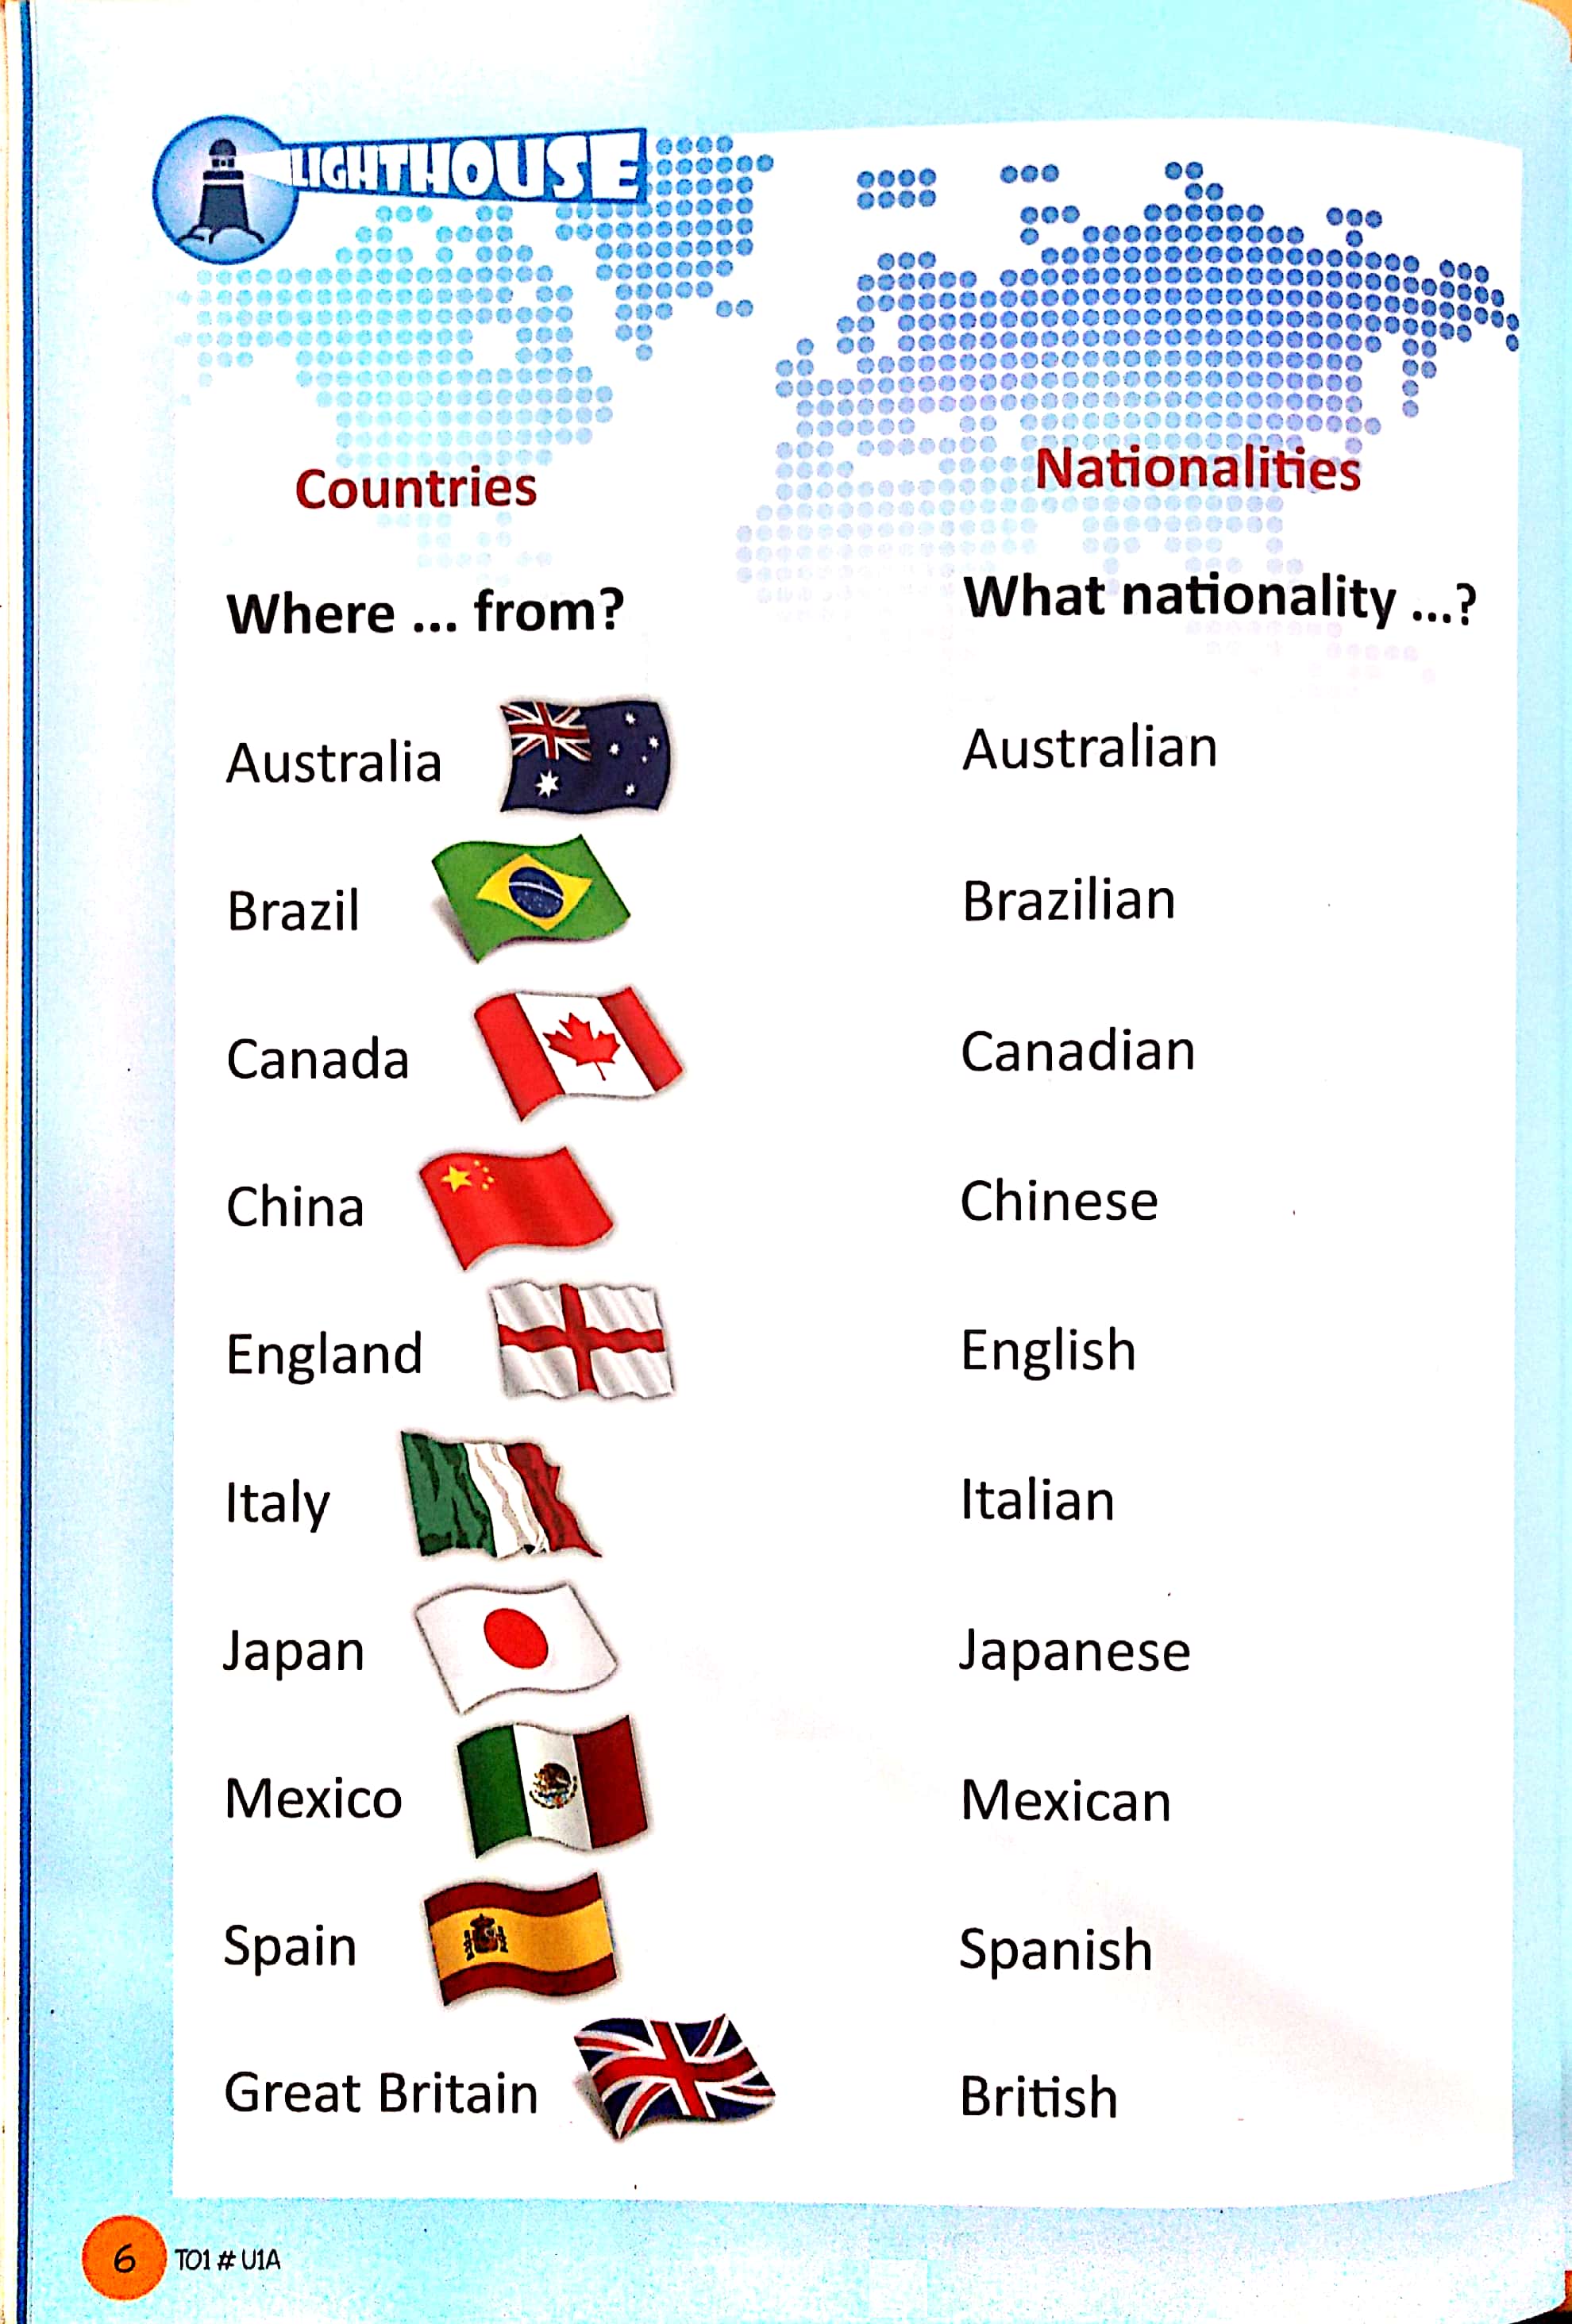 LIGHTHOUSE
Countries
Nationalities
Where ... from?
What nationality ...?
Australia
Australian
Brazil
Brazilian
Canada
Canadian
China
Chinese
England
English
Italy
Italian
Japan
Japanese
Mexico
Mexican
Spain
Spanish
Great Britain
British
6
TO1 # U1A